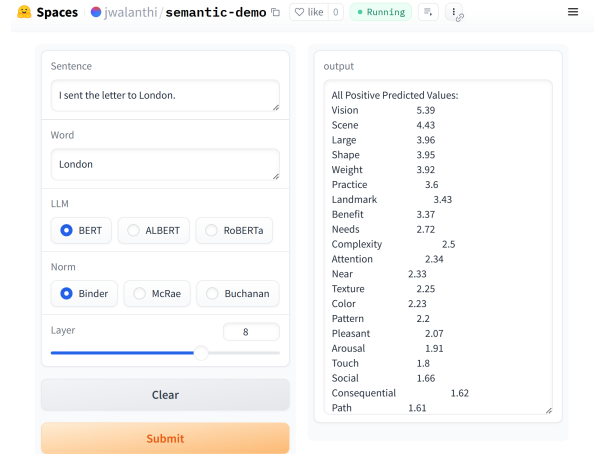 Spaces jwalanthi/semantic-demo like 0 Running
Sentence
I sent the letter to London.
Word
London
LLM
BERT ALBERT RoBERTa
Norm
Binder McRae Buchanan
Layer 8
Clear
Submit
output
All Positive Predicted Values:
Vision 5.39
Scene 4.43
Large 3.96
Shape 3.95
Weight 3.92
Practice 3.6
Landmark 3.43
Benefit 3.37
Needs 2.72
Complexity 2.5
Attention 2.34
Near 2.33
Texture 2.25
Color 2.23
Pattern 2.2
Pleasant 2.07
Arousal 1.91
Touch 1.8
Social 1.66
Consequential 1.62
Path 1.61